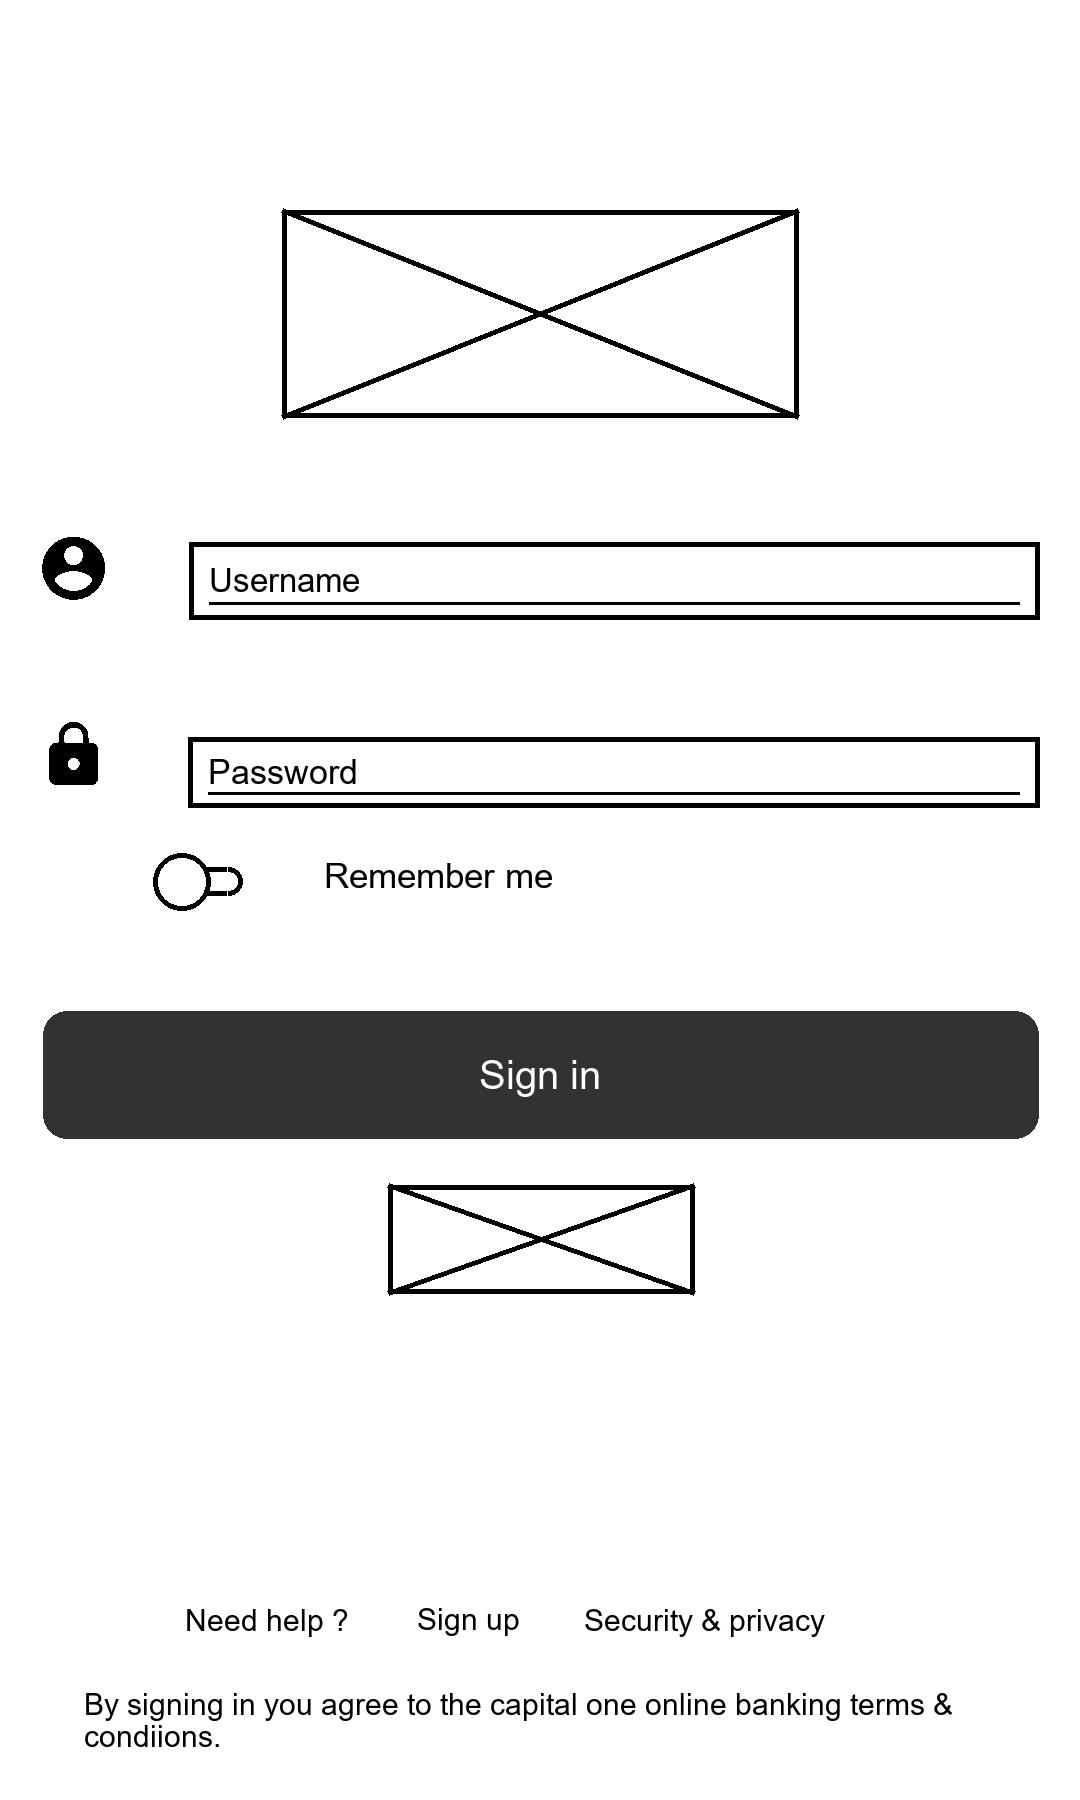 Username
Password
Remember me
Sign in
Need help ? Sign up Security & privacy
By signing in you agree to the capital one online banking terms &
condiions.